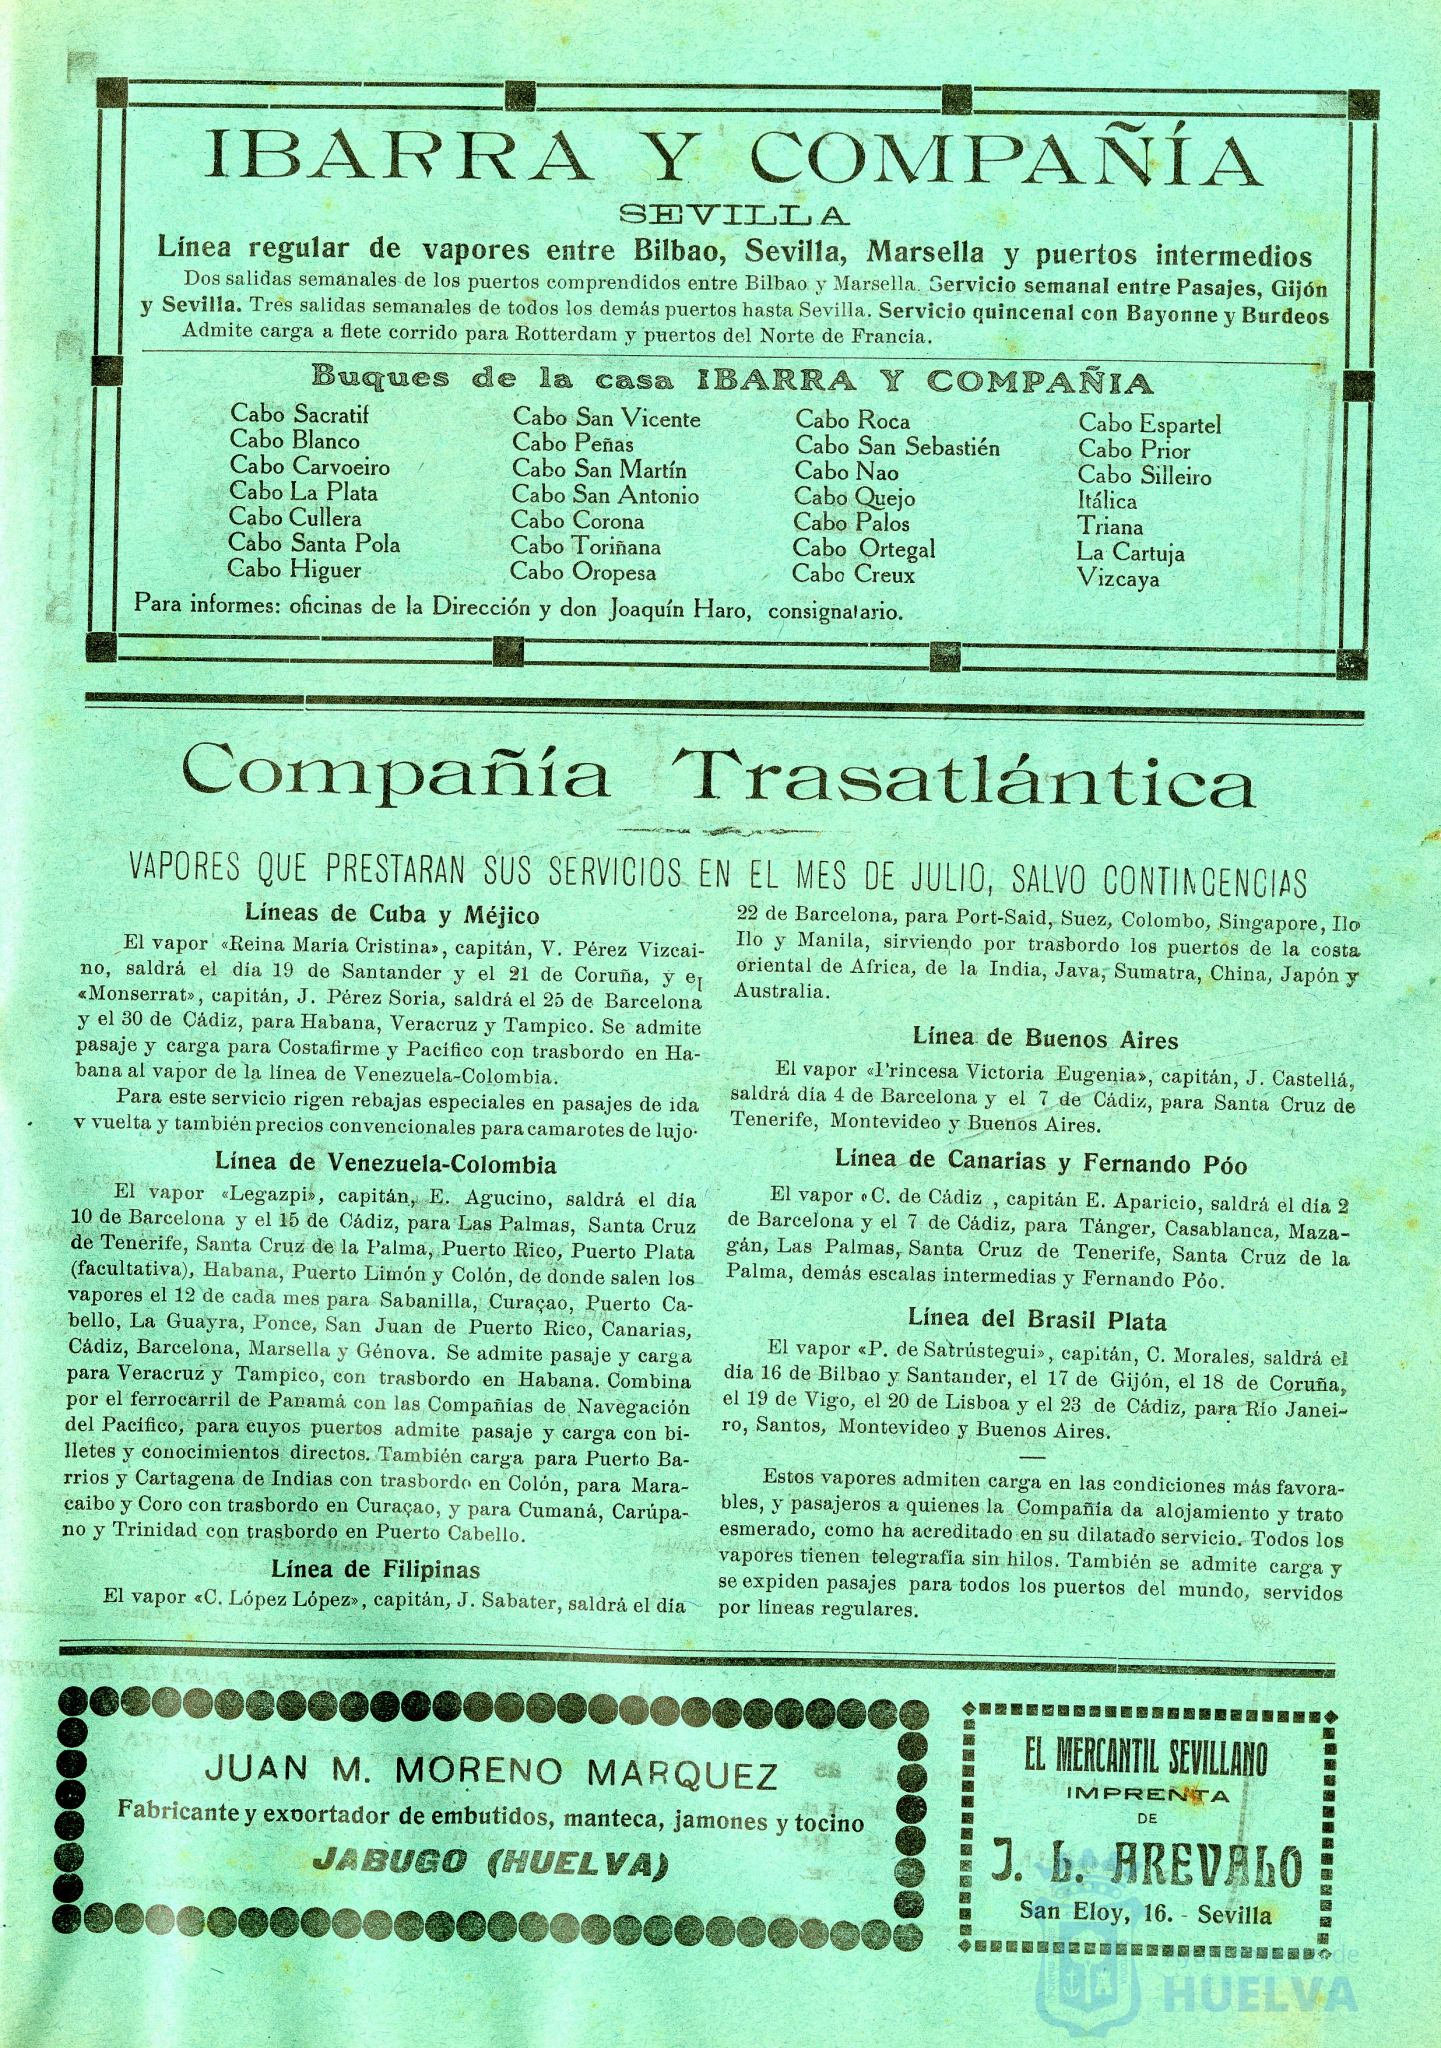 IBARRA Y COMPAÑÍA
SEVILLA
Línea regular de vapores entre Bilbao, Sevilla, Marsella y puertos intermedios
Dos salidas semanales de los puertos comprendidos entre Bilbao y Marsella. Servicio semanal entre Pasajes, Gijón
y Sevilla. Tres salidas semanales de todos los demás puertos hasta Sevilla. Servicio quincenal con Bayonne y Burdeos
Admite carga a flete corrido para Rotterdam y puertos del Norte de Francia.
Buques de la casa IBARRA Y COMPAÑIA
Cabo Sacratif
Cabo Blanco
Cabo Carvoeiro
Cabo La Plata
Cabo Cullera
Cabo Santa Pola
Cabo Higuer
Cabo San Vicente
Cabo Peñas
Cabo San Martín
Cabo San Antonio
Cabo Corona
Cabo Toriñana
Cabo Oropesa
Cabo Roca
Cabo San Sebastién
Cabo Nao
Cabo Quejo
Cabo Palos
Cabo Ortegal
Cabo Creux
Cabo Espartel
Cabo Prior
Cabo Silleiro
Itálica
Triana
La Cartuja
Vizcaya
Para informes: oficinas de la Dirección y don Joaquín Haro, consignatario.
Compañía Trasatlántica
VAPORES QUE PRESTARAN SUS SERVICIOS EN EL MES DE JULIO, SALVO CONTINGENCIAS
Líneas de Cuba y Méjico
El vapor «Reina María Cristina», capitán, V. Pérez Vizcai-
no, saldrá el día 19 de Santander y el 21 de Coruña, y el
«Monserrat», capitán, J. Pérez Soria, saldrá el 25 de Barcelona
y el 30 de Cádiz, para Habana, Veracruz y Tampico. Se admite
pasaje y carga para Costafirme y Pacífico con trasbordo en Ha-
bana al vapor de la línea de Venezuela-Colombia.
Para este servicio rigen rebajas especiales en pasajes de ida
y vuelta y también precios convencionales para camarotes de lujo.
Línea de Venezuela-Colombia
El vapor «Legazpi», capitán, E. Agucino, saldrá el día
10 de Barcelona y el 15 de Cádiz, para Las Palmas, Santa Cruz
de Tenerife, Santa Cruz de la Palma, Puerto Rico, Puerto Plata
(facultativa), Habana, Puerto Limón y Colón, de donde salen los
vapores el 12 de cada mes para Sabanilla, Curaçao, Puerto Ca-
bello, La Guayra, Ponce, San Juan de Puerto Rico, Canarias,
Cádiz, Barcelona, Marsella y Génova. Se admite pasaje y carga
para Veracruz y Tampico, con trasbordo en Habana. Combina
por el ferrocarril de Panamá con las Compañías de Navegación
del Pacífico, para cuyos puertos admite pasaje y carga con bi-
lletes y conocimientos directos. También carga para Puerto Ba-
rrios y Cartagena de Indias con trasbordo en Colón, para Mara-
caibo y Coro con trasbordo en Curaçao, y para Cumaná, Carúpa-
no y Trinidad con trasbordo en Puerto Cabello.
Línea de Filipinas
El vapor «C. López López», capitán, J. Sabater, saldrá el día
22 de Barcelona, para Port-Said, Suez, Colombo, Singapore, Ilo
Ilo y Manila, sirviendo por trasbordo los puertos de la costa
oriental de Africa, de la India, Java, Sumatra, China, Japón y
Australia.
Línea de Buenos Aires
El vapor «Princesa Victoria Eugenia», capitán, J. Castellá,
saldrá día 4 de Barcelona y el 7 de Cádiz, para Santa Cruz de
Tenerife, Montevideo y Buenos Aires.
Línea de Canarias y Fernando Póo
El vapor «C. de Cádiz , capitán E. Aparicio, saldrá el día 2
de Barcelona y el 7 de Cádiz, para Tánger, Casablanca, Maza-
gán, Las Palmas, Santa Cruz de Tenerife, Santa Cruz de la
Palma, demás escalas intermedias y Fernando Póo.
Línea del Brasil Plata
El vapor «P. de Satrústegui», capitán, C. Morales, saldrá el
día 16 de Bilbao y Santander, el 17 de Gijón, el 18 de Coruña,
el 19 de Vigo, el 20 de Lisboa y el 23 de Cádiz, para Río Janei-
ro, Santos, Montevideo y Buenos Aires.
Estos vapores admiten carga en las condiciones más favora-
bles, y pasajeros a quienes la Compañía da alojamiento y trato
esmerado, como ha acreditado en su dilatado servicio. Todos los
vapores tienen telegrafía sin hilos. También se admite carga y
se expiden pasajes para todos los puertos del mundo, servidos
por líneas regulares.
JUAN M. MORENO MARQUEZ
Fabricante y exportador de embutidos, manteca, jamones y tocino
JABUGO (HUELVA)
EL MERCANTIL SEVILLANO
IMPRENTA
DE
J. L. AREVALO
San Eloy, 16. - Sevilla
Ayuntamiento de
HUELVA